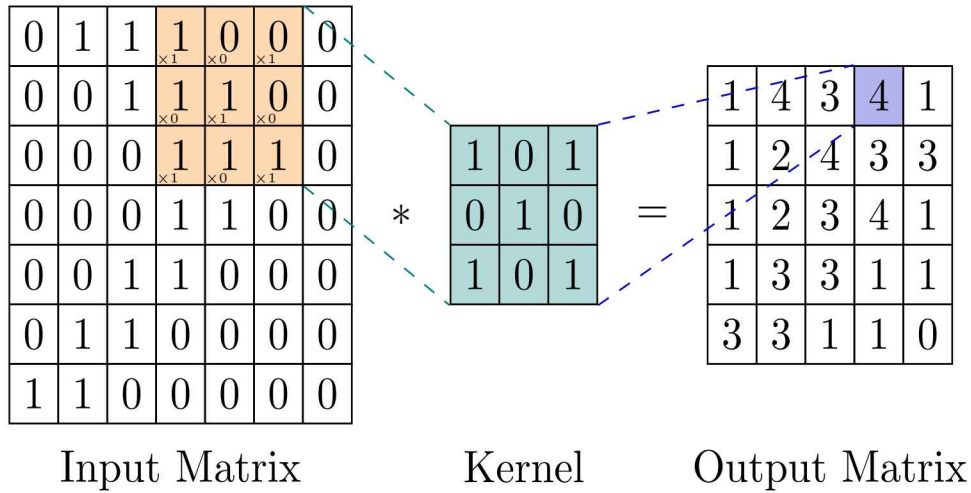 0 1 1 1 0 0 0
×1 ×0 ×1
0 0 1 1 1 0 0
×0 ×1 ×0
0 0 0 1 1 1 0
×1 ×0 ×1
0 0 0 1 1 0 0
0 0 1 1 0 0 0
0 1 1 0 0 0 0
1 1 0 0 0 0 0
Input Matrix
*
1 0 1
0 1 0
1 0 1
Kernel
=
1 4 3 4 1
1 2 4 3 3
1 2 3 4 1
1 3 3 1 1
3 3 1 1 0
Output Matrix